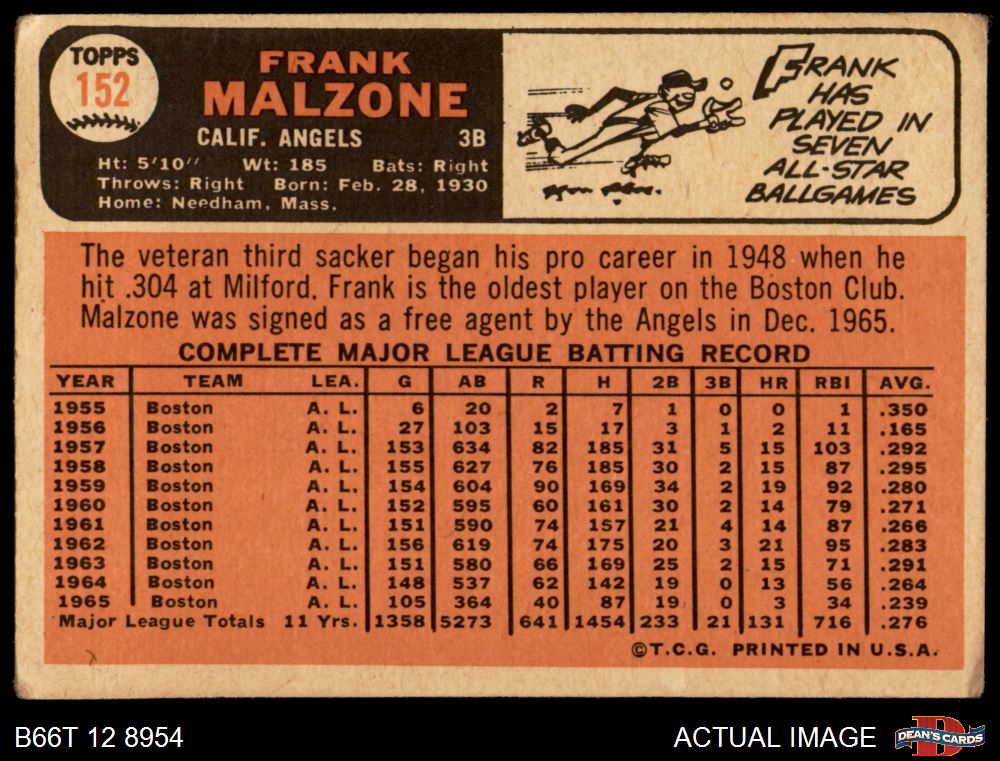 TOPPS
152
FRANK
MALZONE
CALIF. ANGELS 3B
Ht: 5'10" Wt: 185 Bats: Right
Throws: Right Born: Feb. 28, 1930
Home: Needham, Mass.
FRANK
HAS
PLAYED IN
SEVEN
ALL-STAR
BALLGAMES
The veteran third sacker began his pro career in 1948 when he
hit .304 at Milford. Frank is the oldest player on the Boston Club.
Malzone was signed as a free agent by the Angels in Dec. 1965.
COMPLETE MAJOR LEAGUE BATTING RECORD
YEAR TEAM LEA. G AB R H 2B 3B HR RBI AVG.
1955 Boston A. L. 6 20 2 7 1 0 0 1 .350
1956 Boston A. L. 27 103 15 17 3 1 2 11 .165
1957 Boston A. L. 153 634 82 185 31 5 15 103 .292
1958 Boston A. L. 155 627 76 185 30 2 15 87 .295
1959 Boston A. L. 154 604 90 169 34 2 19 92 .280
1960 Boston A. L. 152 595 60 161 30 2 14 79 .271
1961 Boston A. L. 151 590 74 157 21 4 14 87 .266
1962 Boston A. L. 156 619 74 175 20 3 21 95 .283
1963 Boston A. L. 151 580 66 169 25 2 15 71 .291
1964 Boston A. L. 148 537 62 142 19 0 13 56 .264
1965 Boston A. L. 105 364 40 87 19 0 3 34 .239
Major League Totals 11 Yrs. 1358 5273 641 1454 233 21 131 716 .276
©T.C.G. PRINTED IN U.S.A.
B66T 12 8954
ACTUAL IMAGE
D
DEAN'S CARDS